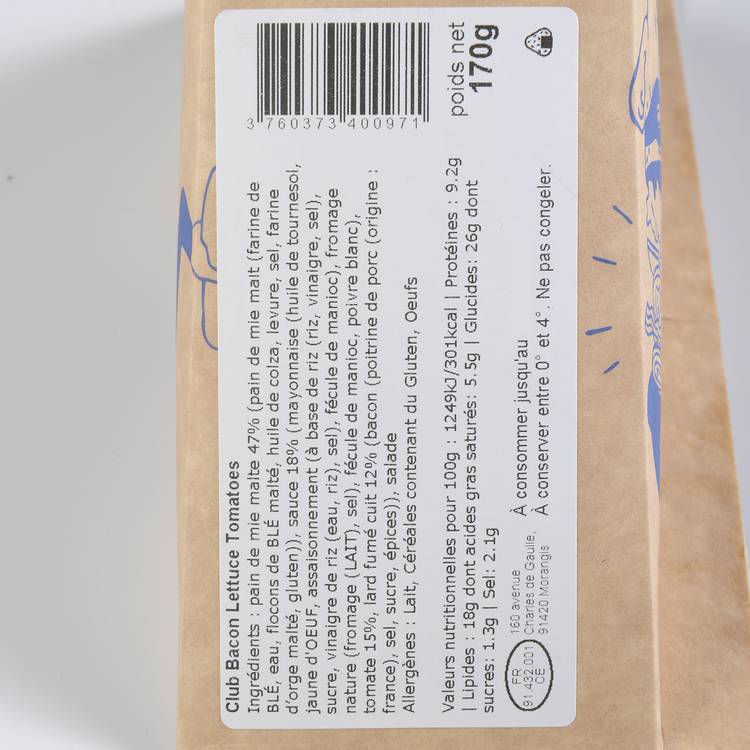 Club Bacon Lettuce Tomatoes
Ingrédients : pain de mie malte 47% (pain de mie malt (farine de
BLÉ, eau, flocons de BLÉ malté, huile de colza, levure, sel, farine
d'orge malté, gluten)), sauce 18% (mayonnaise (huile de tournesol,
jaune d'OEUF, assaisonnement (à base de riz (riz, vinaigre, sel),
sucre, vinaigre de riz (eau, riz), sel), fécule de manioc), fromage
nature (fromage (LAIT), sel), fécule de manioc, poivre blanc),
tomate 15%, lard fumé cuit 12% (bacon (poitrine de porc (origine :
france), sel, sucre, épices)), salade
Allergènes : Lait, Céréales contenant du Gluten, Oeufs
Valeurs nutritionnelles pour 100g : 1249kJ/301kcal | Protéines : 9.2g
| Lipides : 18g dont acides gras saturés: 5.5g | Glucides: 26g dont
sucres: 1.3g | Sel: 2.1g
FR
91.432.001
CE
160 avenue
Charles de Gaulle,
91420 Morangis
À consommer jusqu'au
À conserver entre 0° et 4°. Ne pas congeler.
3 760373 400971
poids net
170g